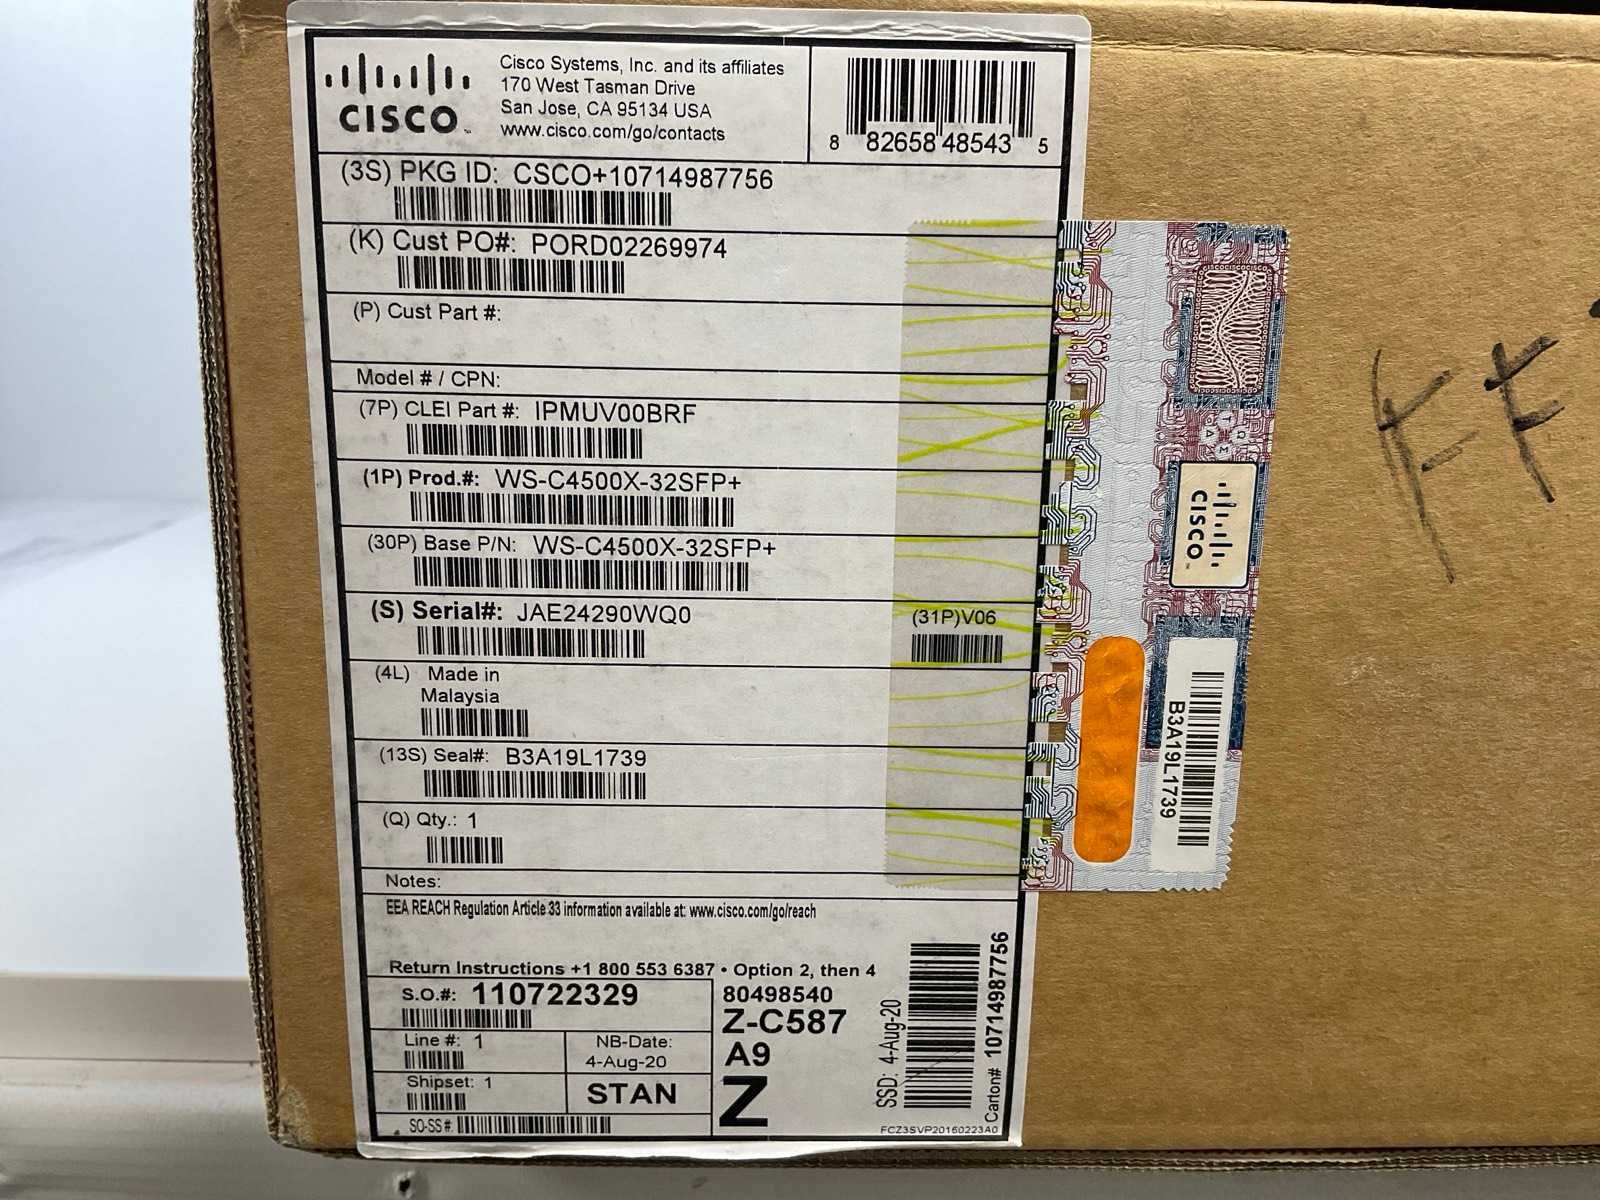 CISCO
Cisco Systems, Inc. and its affiliates
170 West Tasman Drive
San Jose, CA 95134 USA
www.cisco.com/go/contacts
8 82658 48543 5
(3S) PKG ID: CSCO+10714987756
(K) Cust PO#: PORD02269974
(P) Cust Part #:
Model # / CPN:
(7P) CLEI Part #: IPMUV00BRF
(1P) Prod.#: WS-C4500X-32SFP+
(30P) Base P/N: WS-C4500X-32SFP+
(S) Serial#: JAE24290WQ0
(31P)V06
(4L) Made in
Malaysia
(13S) Seal#: B3A19L1739
(Q) Qty.: 1
Notes:
EEA REACH Regulation Article 33 information available at: www.cisco.com/go/reach
Return Instructions +1 800 553 6387 • Option 2, then 4
S.O.#: 110722329
Line #: 1
NB-Date:
4-Aug-20
Shipset: 1
STAN
SO-SS #:
80498540
Z-C587
A9
Z
SSD: 4-Aug-20
Carton# 10714987756
FCZ3SVP20160223A0
CISCO
B3A19L1739
FF